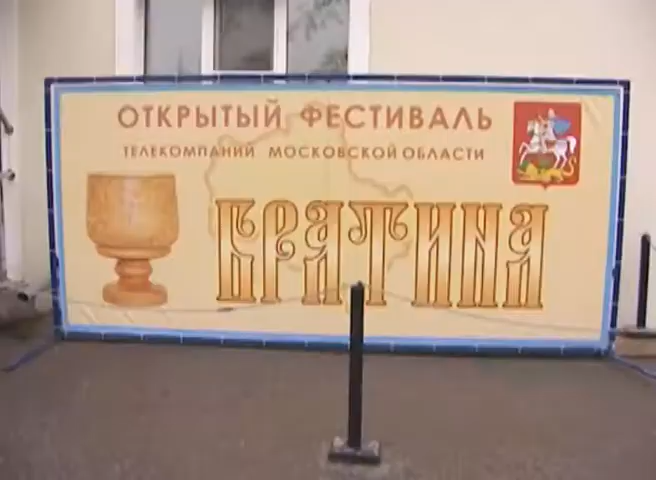 ОТКРЫТЫЙ ФЕСТИВАЛЬ
ТЕЛЕКОМПАНИЙ МОСКОВСКОЙ ОБЛАСТИ
БРАТИНА